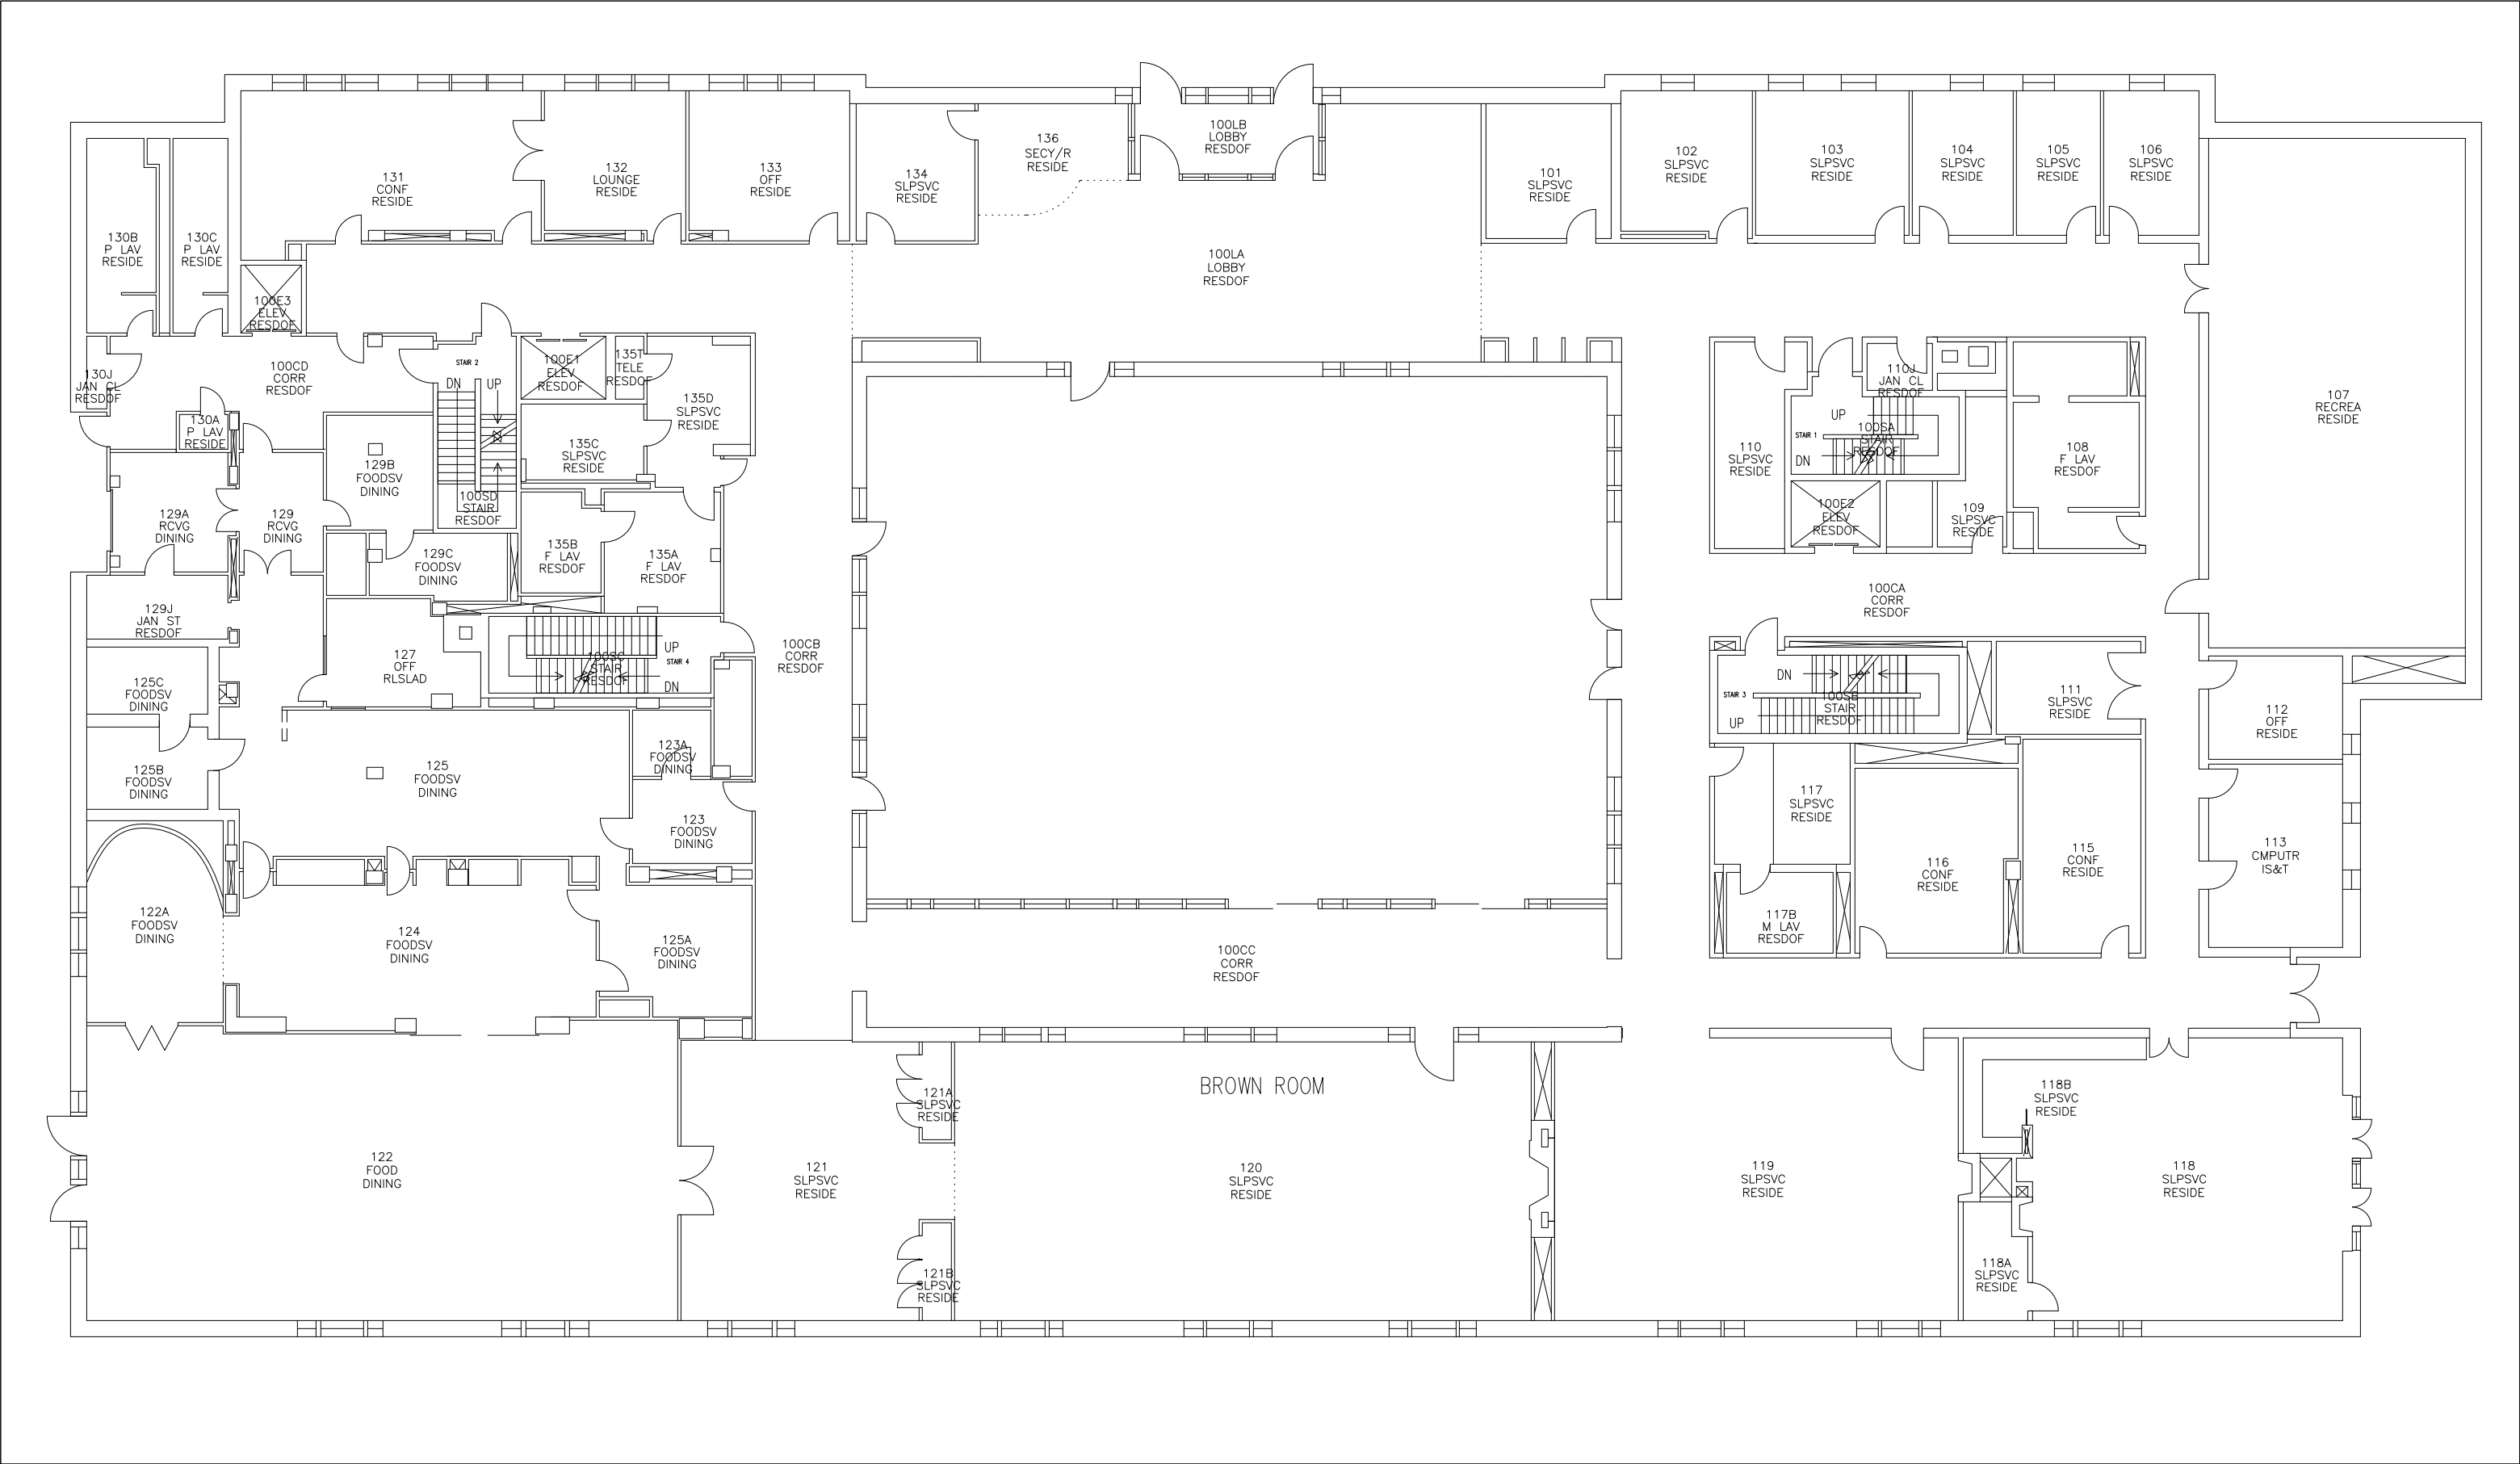 100LB
LOBBY
RESDOF
136
SECY/R
RESIDE
131
CONF
RESIDE
132
LOUNGE
RESIDE
133
OFF
RESIDE
134
SLPSVC
RESIDE
101
SLPSVC
RESIDE
102
SLPSVC
RESIDE
103
SLPSVC
RESIDE
104
SLPSVC
RESIDE
105
SLPSVC
RESIDE
106
SLPSVC
RESIDE
130B
P LAV
RESIDE
130C
P LAV
RESIDE
100E3
ELEV
RESDOF
100LA
LOBBY
RESDOF
130J
JAN CL
RESDOF
100CD
CORR
RESDOF
STAIR 2
DN
UP
100E1
ELEV
RESDOF
135T
TELE
RESDOF
135D
SLPSVC
RESIDE
110J
JAN CL
RESDOF
107
RECREA
RESIDE
130A
P LAV
RESIDE
129B
FOODSV
DINING
135C
SLPSVC
RESIDE
110
SLPSVC
RESIDE
UP
STAIR 1
DN
100SA
STAIR
RESDOF
108
F LAV
RESDOF
129A
RCVG
DINING
129
RCVG
DINING
100SD
STAIR
RESDOF
100E2
ELEV
RESDOF
109
SLPSVC
RESIDE
129C
FOODSV
DINING
135B
F LAV
RESDOF
135A
F LAV
RESDOF
100CA
CORR
RESDOF
129J
JAN ST
RESDOF
127
OFF
RLSLAD
100SC
STAIR
RESDOF
UP
STAIR 4
DN
100CB
CORR
RESDOF
125C
FOODSV
DINING
DN
STAIR 3
UP
100SB
STAIR
RESDOF
111
SLPSVC
RESIDE
112
OFF
RESIDE
125B
FOODSV
DINING
125
FOODSV
DINING
123A
FOODSV
DINING
123
FOODSV
DINING
117
SLPSVC
RESIDE
116
CONF
RESIDE
115
CONF
RESIDE
113
CMPUTR
IS&T
122A
FOODSV
DINING
124
FOODSV
DINING
125A
FOODSV
DINING
100CC
CORR
RESDOF
117B
M LAV
RESDOF
BROWN ROOM
121A
SLPSVC
RESIDE
118B
SLPSVC
RESIDE
122
FOOD
DINING
121
SLPSVC
RESIDE
120
SLPSVC
RESIDE
119
SLPSVC
RESIDE
118
SLPSVC
RESIDE
121B
SLPSVC
RESIDE
118A
SLPSVC
RESIDE